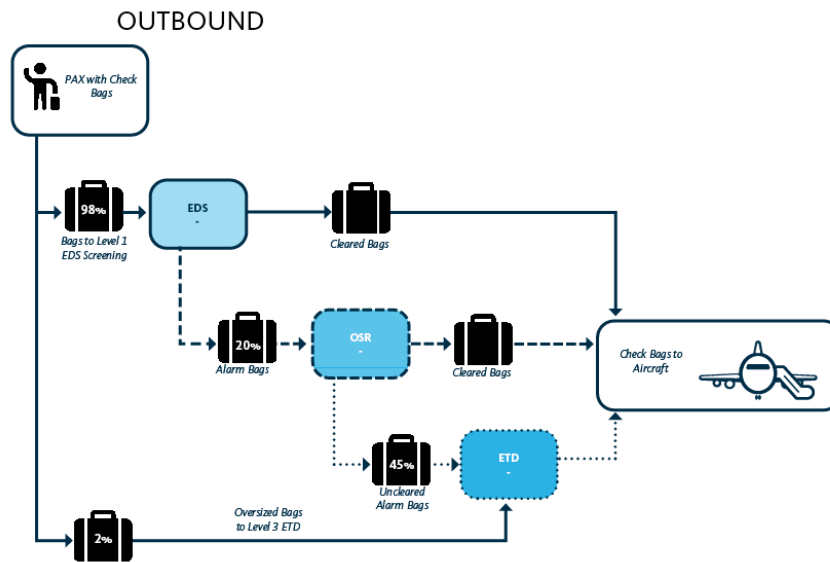 OUTBOUND
PAX with Check
Bags
98%
Bags to Level 1
EDS Screening
EDS
-
Cleared Bags
20%
Alarm Bags
OSR
-
Cleared Bags
Check Bags to
Aircraft
45%
Uncleared
Alarm Bags
ETD
-
2%
Oversized Bags
to Level 3 ETD